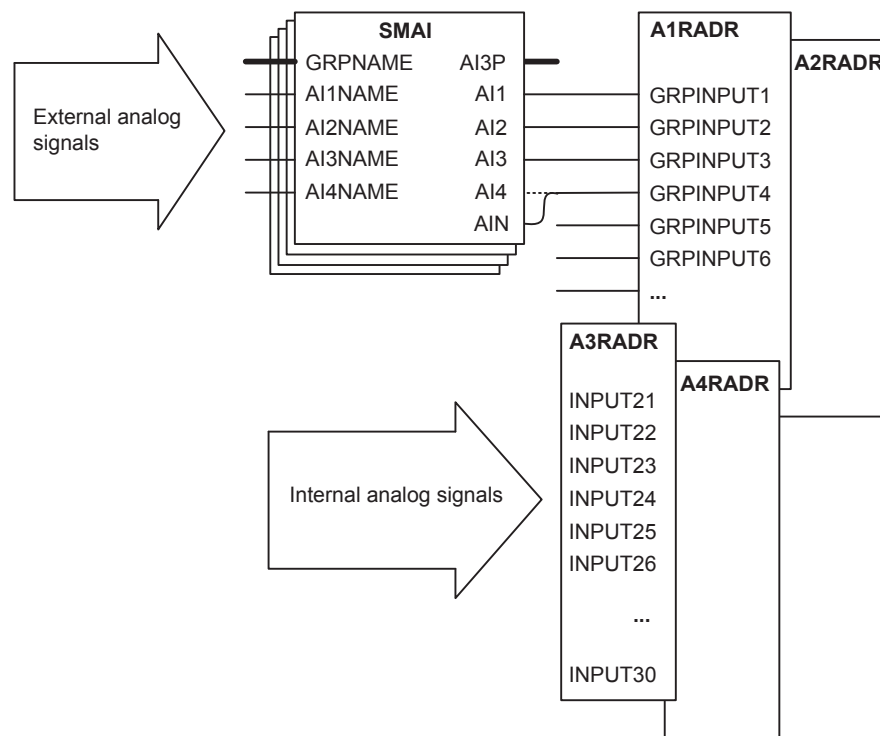 External analog
signals
SMAI
GRPNAME AI3P
AI1NAME AI1
AI2NAME AI2
AI3NAME AI3
AI4NAME AI4
AIN
A1RADR
GRPINPUT1
GRPINPUT2
GRPINPUT3
GRPINPUT4
GRPINPUT5
GRPINPUT6
...
A2RADR
Internal analog signals
A3RADR
INPUT21
INPUT22
INPUT23
INPUT24
INPUT25
INPUT26
...
INPUT30
A4RADR